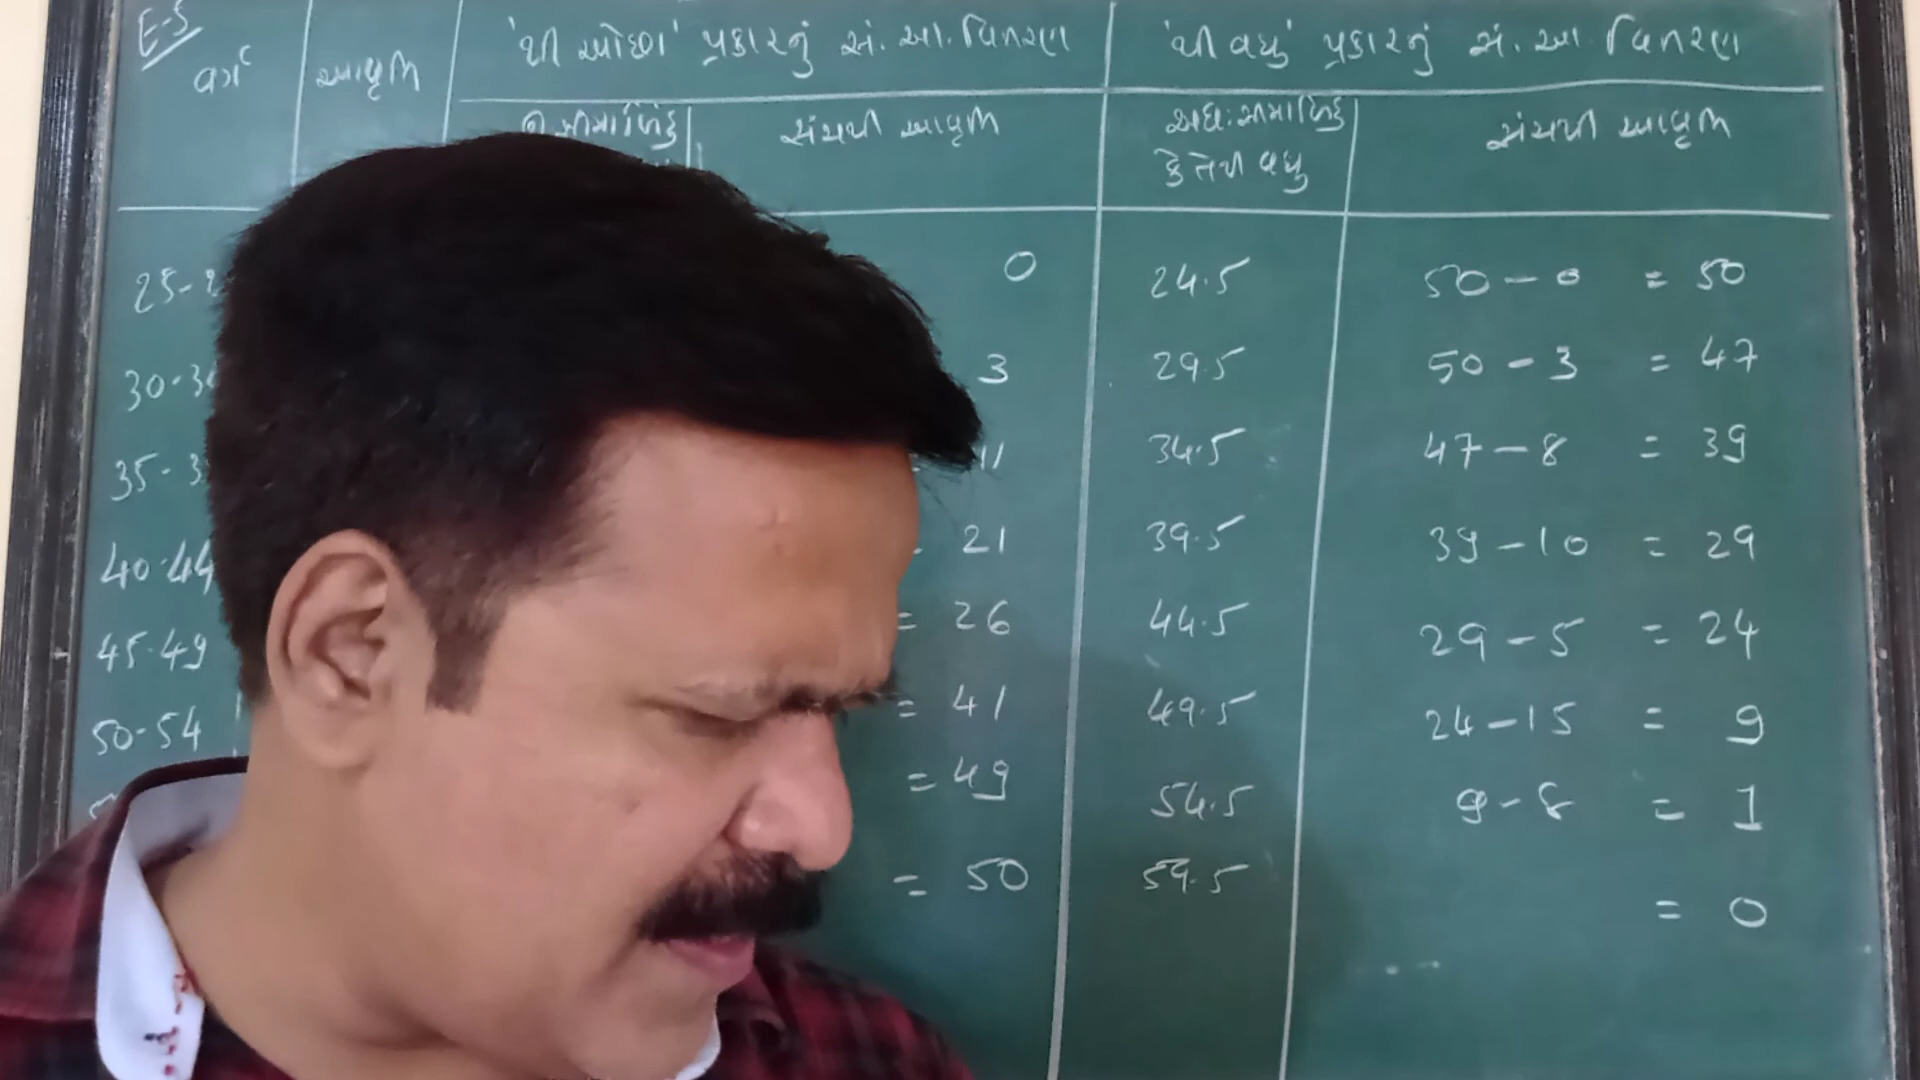 E-5
વર્ગ આવૃત્તિ 'થી ઓછા' પ્રકારનું સં. આ. વિતરણ 'થી વધુ' પ્રકારનું સં. આ. વિતરણ
સંચયી આવૃત્તિ અધઃસીમાબિંદુ સંચયી આવૃત્તિ
કે તેથી વધુ
25- 0 24.5 50 - 0 = 50
30-3 3 29.5 50 - 3 = 47
35-3 11 34.5 47 - 8 = 39
40-44 21 39.5 39 - 10 = 29
45-49 = 26 44.5 29 - 5 = 24
50-54 = 41 49.5 24 - 15 = 9
= 49 54.5 9 - 8 = 1
= 50 59.5 = 0